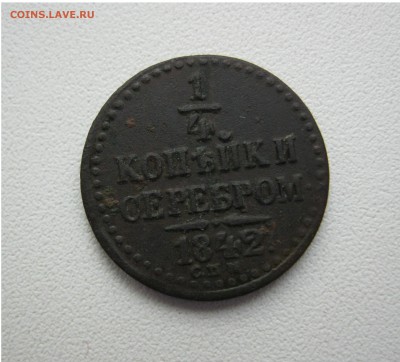 COINS.LAVE.RU
1
4
КОПѢЙКИ
СЕРЕБРОМ
1842